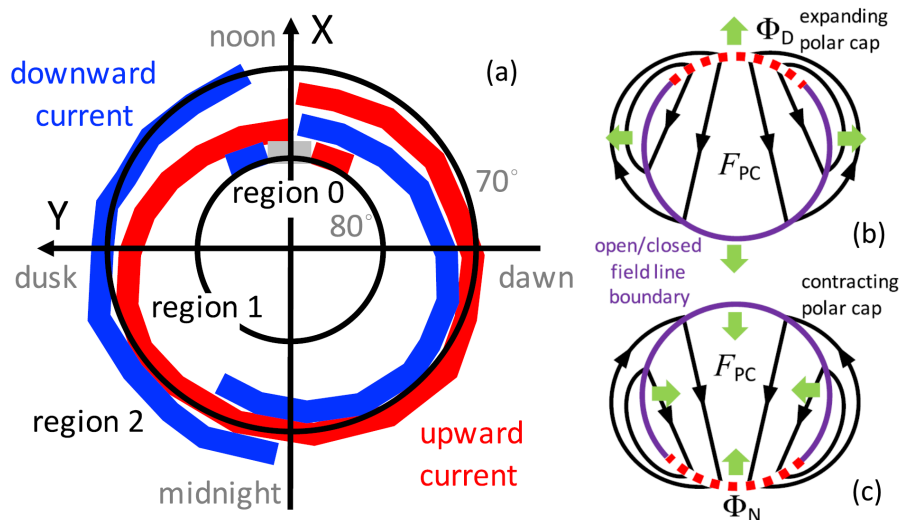 noon
X
downward
current
(a)
region 0
70°
80°
Y
dusk
dawn
region 1
region 2
upward
current
midnight
Φ_D
expanding
polar cap
F_PC
(b)
open/closed
field line
boundary
contracting
polar cap
F_PC
Φ_N
(c)